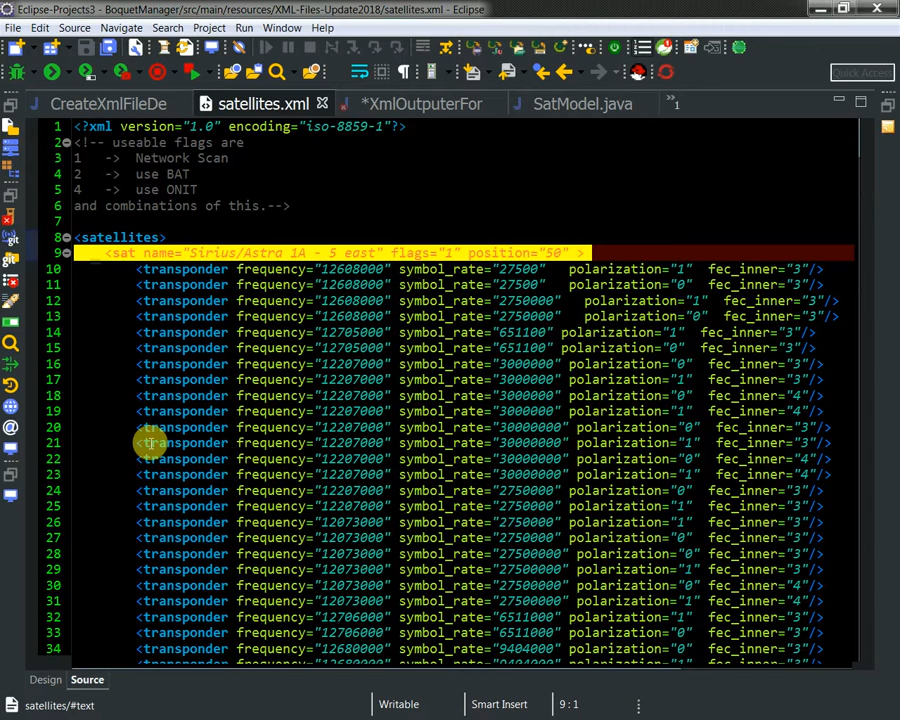 Eclipse-Projects3 - BoquetManager/src/main/resources/XML-Files-Update2018/satellites.xml - Eclipse
File Edit Source Navigate Search Project Run Window Help
Quick Access
CreateXmlFileDe satellites.xml *XmlOutputerFor SatModel.java »1
1 <?xml version="1.0" encoding="iso-8859-1"?>
2 <!-- useable flags are
3 1 -> Network Scan
4 2 -> use BAT
5 4 -> use ONIT
6 and combinations of this.-->
7
8 <satellites>
9 <sat name="Sirius/Astra 1A - 5 east" flags="1" position="50" >
10 <transponder frequency="12608000" symbol_rate="27500" polarization="1" fec_inner="3"/>
11 <transponder frequency="12608000" symbol_rate="27500" polarization="0" fec_inner="3"/>
12 <transponder frequency="12608000" symbol_rate="2750000" polarization="1" fec_inner="3"/>
13 <transponder frequency="12608000" symbol_rate="2750000" polarization="0" fec_inner="3"/>
14 <transponder frequency="12705000" symbol_rate="651100" polarization="1" fec_inner="3"/>
15 <transponder frequency="12705000" symbol_rate="651100" polarization="0" fec_inner="3"/>
16 <transponder frequency="12207000" symbol_rate="3000000" polarization="0" fec_inner="3"/>
17 <transponder frequency="12207000" symbol_rate="3000000" polarization="1" fec_inner="3"/>
18 <transponder frequency="12207000" symbol_rate="3000000" polarization="0" fec_inner="4"/>
19 <transponder frequency="12207000" symbol_rate="3000000" polarization="1" fec_inner="4"/>
20 <transponder frequency="12207000" symbol_rate="30000000" polarization="0" fec_inner="3"/>
21 <transponder frequency="12207000" symbol_rate="30000000" polarization="1" fec_inner="3"/>
22 <transponder frequency="12207000" symbol_rate="30000000" polarization="0" fec_inner="4"/>
23 <transponder frequency="12207000" symbol_rate="30000000" polarization="1" fec_inner="4"/>
24 <transponder frequency="12207000" symbol_rate="2750000" polarization="0" fec_inner="3"/>
25 <transponder frequency="12207000" symbol_rate="2750000" polarization="1" fec_inner="3"/>
26 <transponder frequency="12073000" symbol_rate="2750000" polarization="1" fec_inner="3"/>
27 <transponder frequency="12073000" symbol_rate="2750000" polarization="0" fec_inner="3"/>
28 <transponder frequency="12073000" symbol_rate="27500000" polarization="0" fec_inner="3"/>
29 <transponder frequency="12073000" symbol_rate="27500000" polarization="1" fec_inner="3"/>
30 <transponder frequency="12073000" symbol_rate="27500000" polarization="0" fec_inner="4"/>
31 <transponder frequency="12073000" symbol_rate="27500000" polarization="1" fec_inner="4"/>
32 <transponder frequency="12706000" symbol_rate="6511000" polarization="1" fec_inner="3"/>
33 <transponder frequency="12706000" symbol_rate="6511000" polarization="0" fec_inner="3"/>
34 <transponder frequency="12680000" symbol_rate="9404000" polarization="0" fec_inner="3"/>
<transponder frequency="12680000" symbol_rate="9404000" polarization="1" fec_inner="3"/>
Design Source
satellites/#text Writable Smart Insert 9 : 1